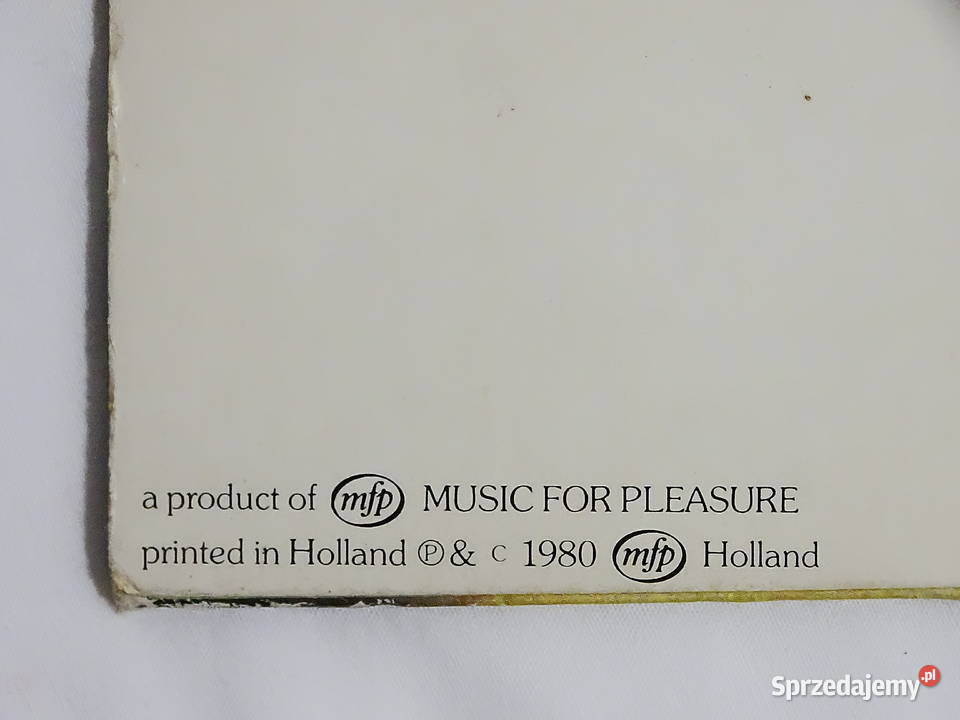 a product of mfp MUSIC FOR PLEASURE
printed in Holland ℗ & c 1980 mfp Holland
Sprzedajemy.pl